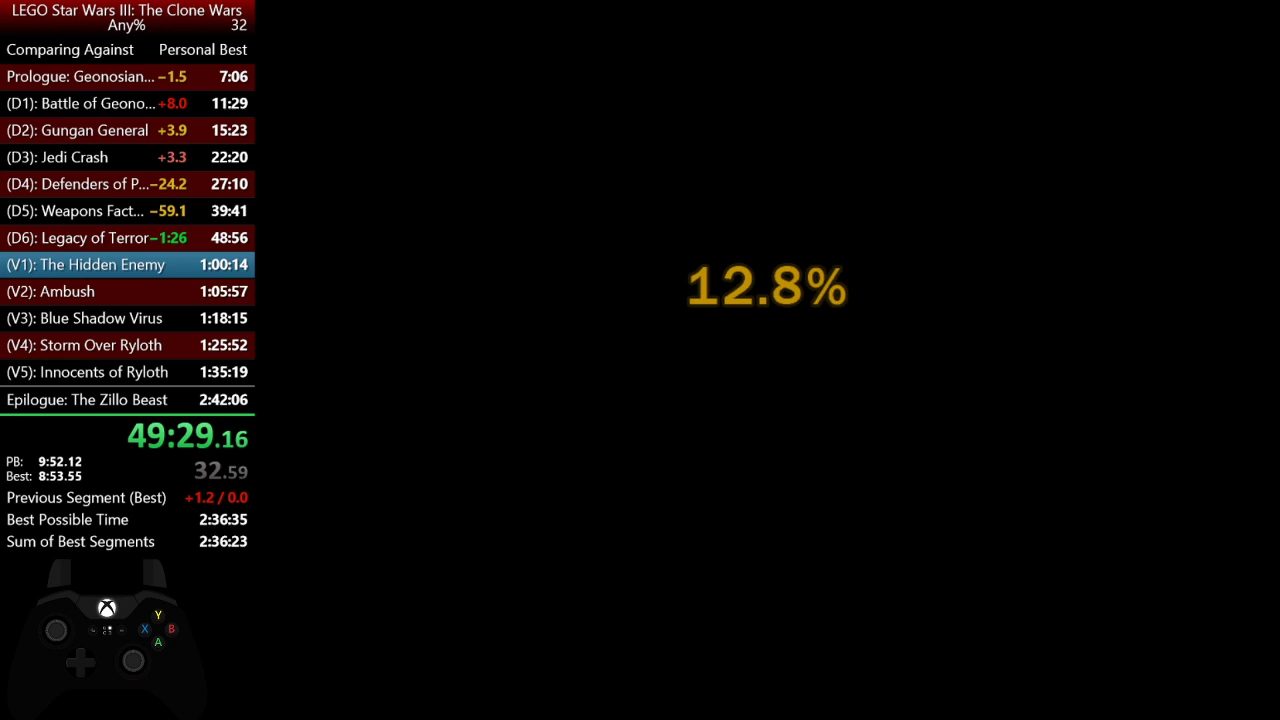 LEGO Star Wars III: The Clone Wars
Any% 32
Comparing Against Personal Best
Prologue: Geonosian... −1.5 7:06
(D1): Battle of Geono... +8.0 11:29
(D2): Gungan General +3.9 15:23
(D3): Jedi Crash +3.3 22:20
(D4): Defenders of P... −24.2 27:10
(D5): Weapons Fact... −59.1 39:41
(D6): Legacy of Terror −1:26 48:56
(V1): The Hidden Enemy 1:00:14
(V2): Ambush 1:05:57
(V3): Blue Shadow Virus 1:18:15
(V4): Storm Over Ryloth 1:25:52
(V5): Innocents of Ryloth 1:35:19
Epilogue: The Zillo Beast 2:42:06
49:29.16
PB: 9:52.12
Best: 8:53.55
32.59
Previous Segment (Best) +1.2 / 0.0
Best Possible Time 2:36:35
Sum of Best Segments 2:36:23
Y
X B
A
12.8%